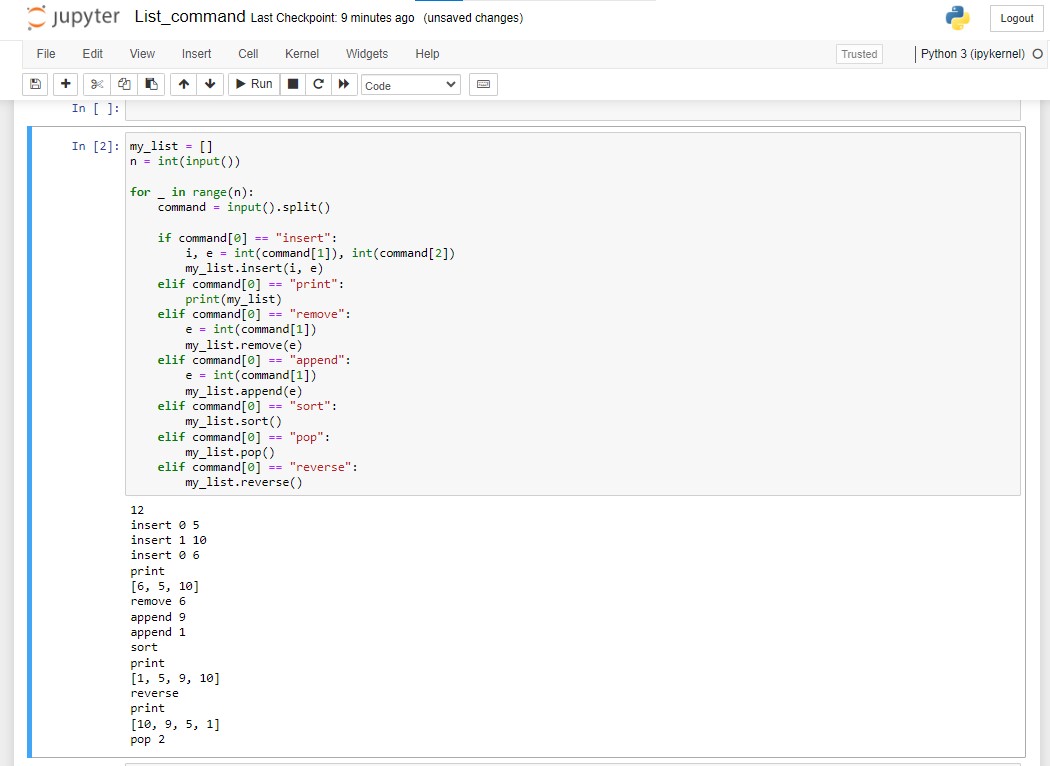 jupyter List_command Last Checkpoint: 9 minutes ago (unsaved changes) Logout
File Edit View Insert Cell Kernel Widgets Help Trusted Python 3 (ipykernel)
Run Code
In [ ]:
In [2]: my_list = []
n = int(input())
for _ in range(n):
    command = input().split()
    if command[0] == "insert":
        i, e = int(command[1]), int(command[2])
        my_list.insert(i, e)
    elif command[0] == "print":
        print(my_list)
    elif command[0] == "remove":
        e = int(command[1])
        my_list.remove(e)
    elif command[0] == "append":
        e = int(command[1])
        my_list.append(e)
    elif command[0] == "sort":
        my_list.sort()
    elif command[0] == "pop":
        my_list.pop()
    elif command[0] == "reverse":
        my_list.reverse()
12
insert 0 5
insert 1 10
insert 0 6
print
[6, 5, 10]
remove 6
append 9
append 1
sort
print
[1, 5, 9, 10]
reverse
print
[10, 9, 5, 1]
pop 2